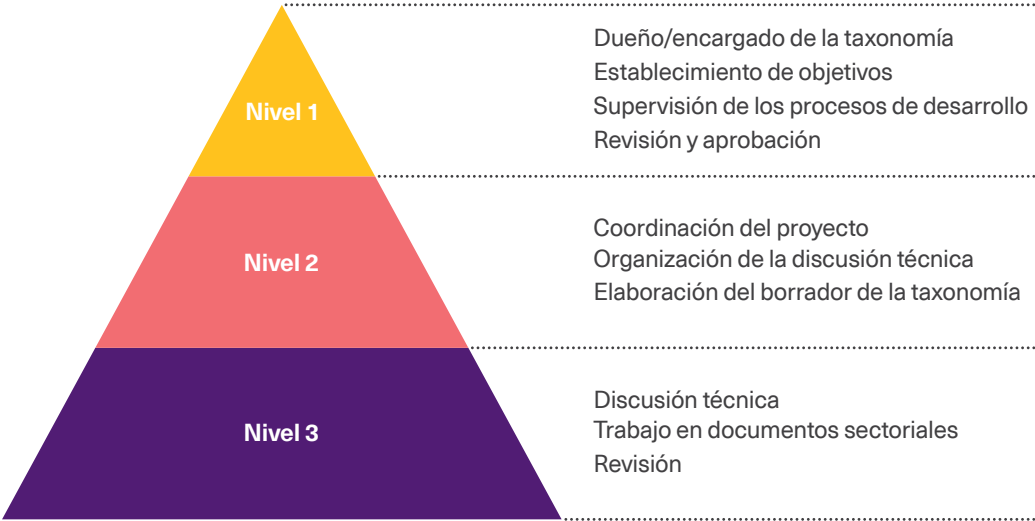 Nivel 1
Dueño/encargado de la taxonomía
Establecimiento de objetivos
Supervisión de los procesos de desarrollo
Revisión y aprobación
Nivel 2
Coordinación del proyecto
Organización de la discusión técnica
Elaboración del borrador de la taxonomía
Nivel 3
Discusión técnica
Trabajo en documentos sectoriales
Revisión